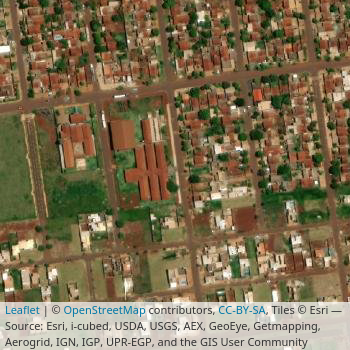 Leaflet | © OpenStreetMap contributors, CC-BY-SA, Tiles © Esri —
Source: Esri, i-cubed, USDA, USGS, AEX, GeoEye, Getmapping,
Aerogrid, IGN, IGP, UPR-EGP, and the GIS User Community